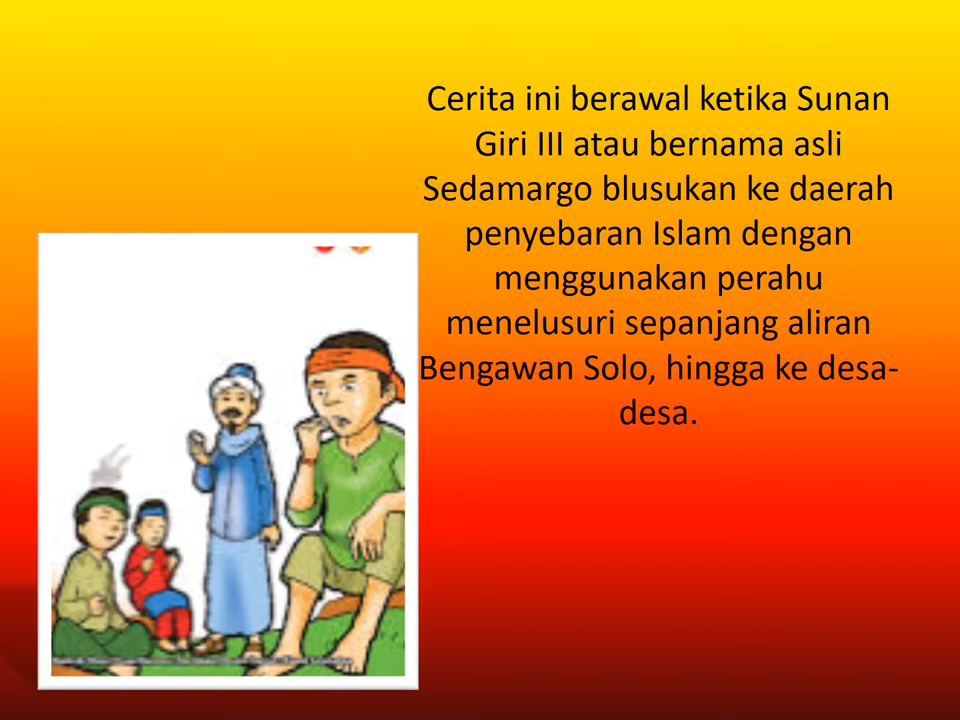 Cerita ini berawal ketika Sunan
Giri III atau bernama asli
Sedamargo blusukan ke daerah
penyebaran Islam dengan
menggunakan perahu
menelusuri sepanjang aliran
Bengawan Solo, hingga ke desa-
desa.